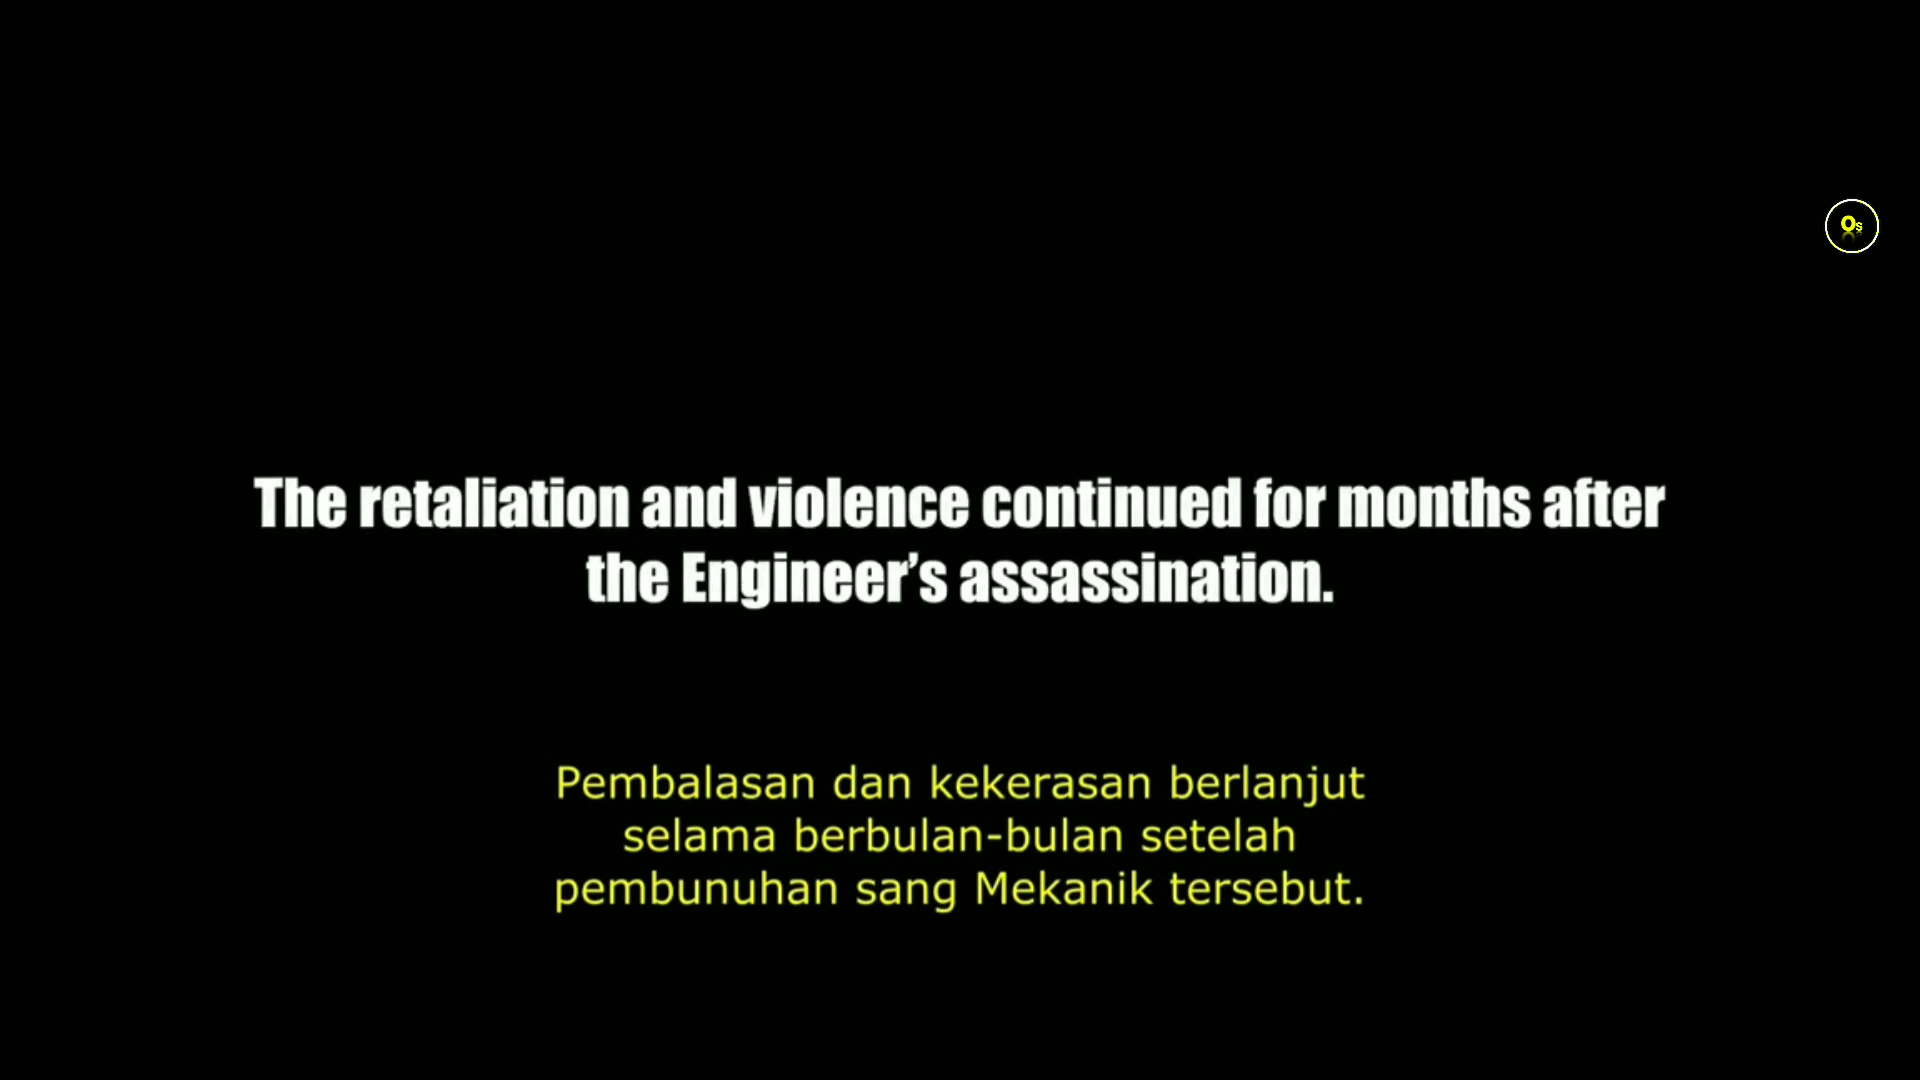 Os
The retaliation and violence continued for months after
the Engineer’s assassination.
Pembalasan dan kekerasan berlanjut
selama berbulan-bulan setelah
pembunuhan sang Mekanik tersebut.